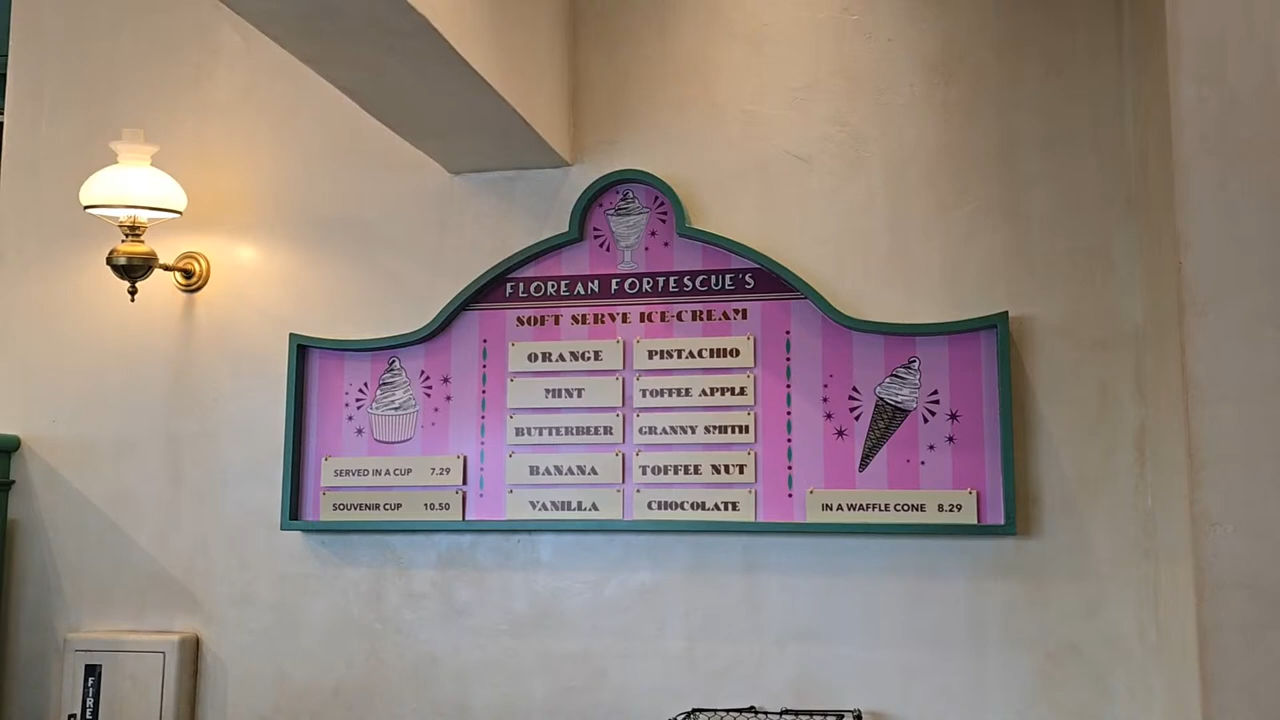 FLOREAN FORTESCUE'S
SOFT SERVE ICE-CREAM
ORANGE
PISTACHIO
MINT
TOFFEE APPLE
BUTTERBEER
GRANNY SMITH
BANANA
TOFFEE NUT
VANILLA
CHOCOLATE
SERVED IN A CUP 7.29
SOUVENIR CUP 10.50
IN A WAFFLE CONE 8.29
FIRE